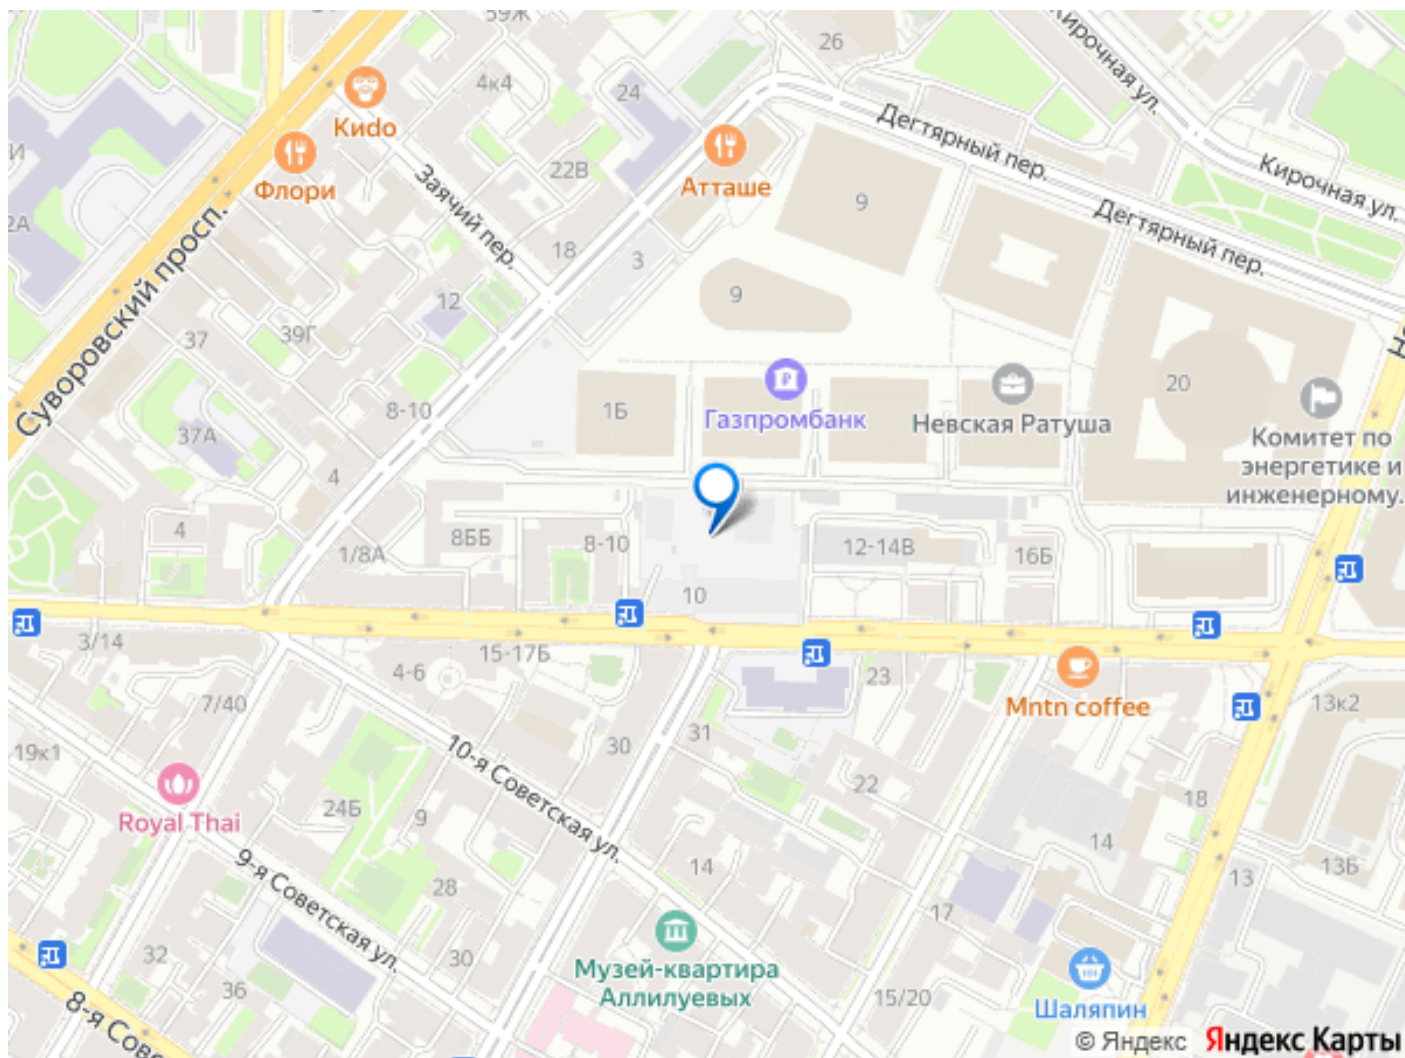 59Ж
26
Кирочная ул.
4к4
24
Кидо
Дегтярный пер.
Флори
22В
Атташе
Кирочная ул.
Заячий пер.
9
2А
Дегтярный пер.
Суворовский просп.
18
3
12
9
39Г
37
20
8-10
1Б
Газпромбанк
Невская Ратуша
37А
Комитет по
энергетике и
инженерному.
4
4
8ББ
8-10
1/8А
12-14В
16Б
10
3/14
15-17Б
4-6
23
Mntn coffee
7/40
13к2
19к1
10-я Советская ул.
30
31
22
18
24Б
9
Royal Thai
14
14
9-я Советская ул.
28
13
13Б
17
32
30
36
Музей-квартира
Аллилуевых
15/20
Шаляпин
8-я Сове
© Яндекс Яндекс Карты